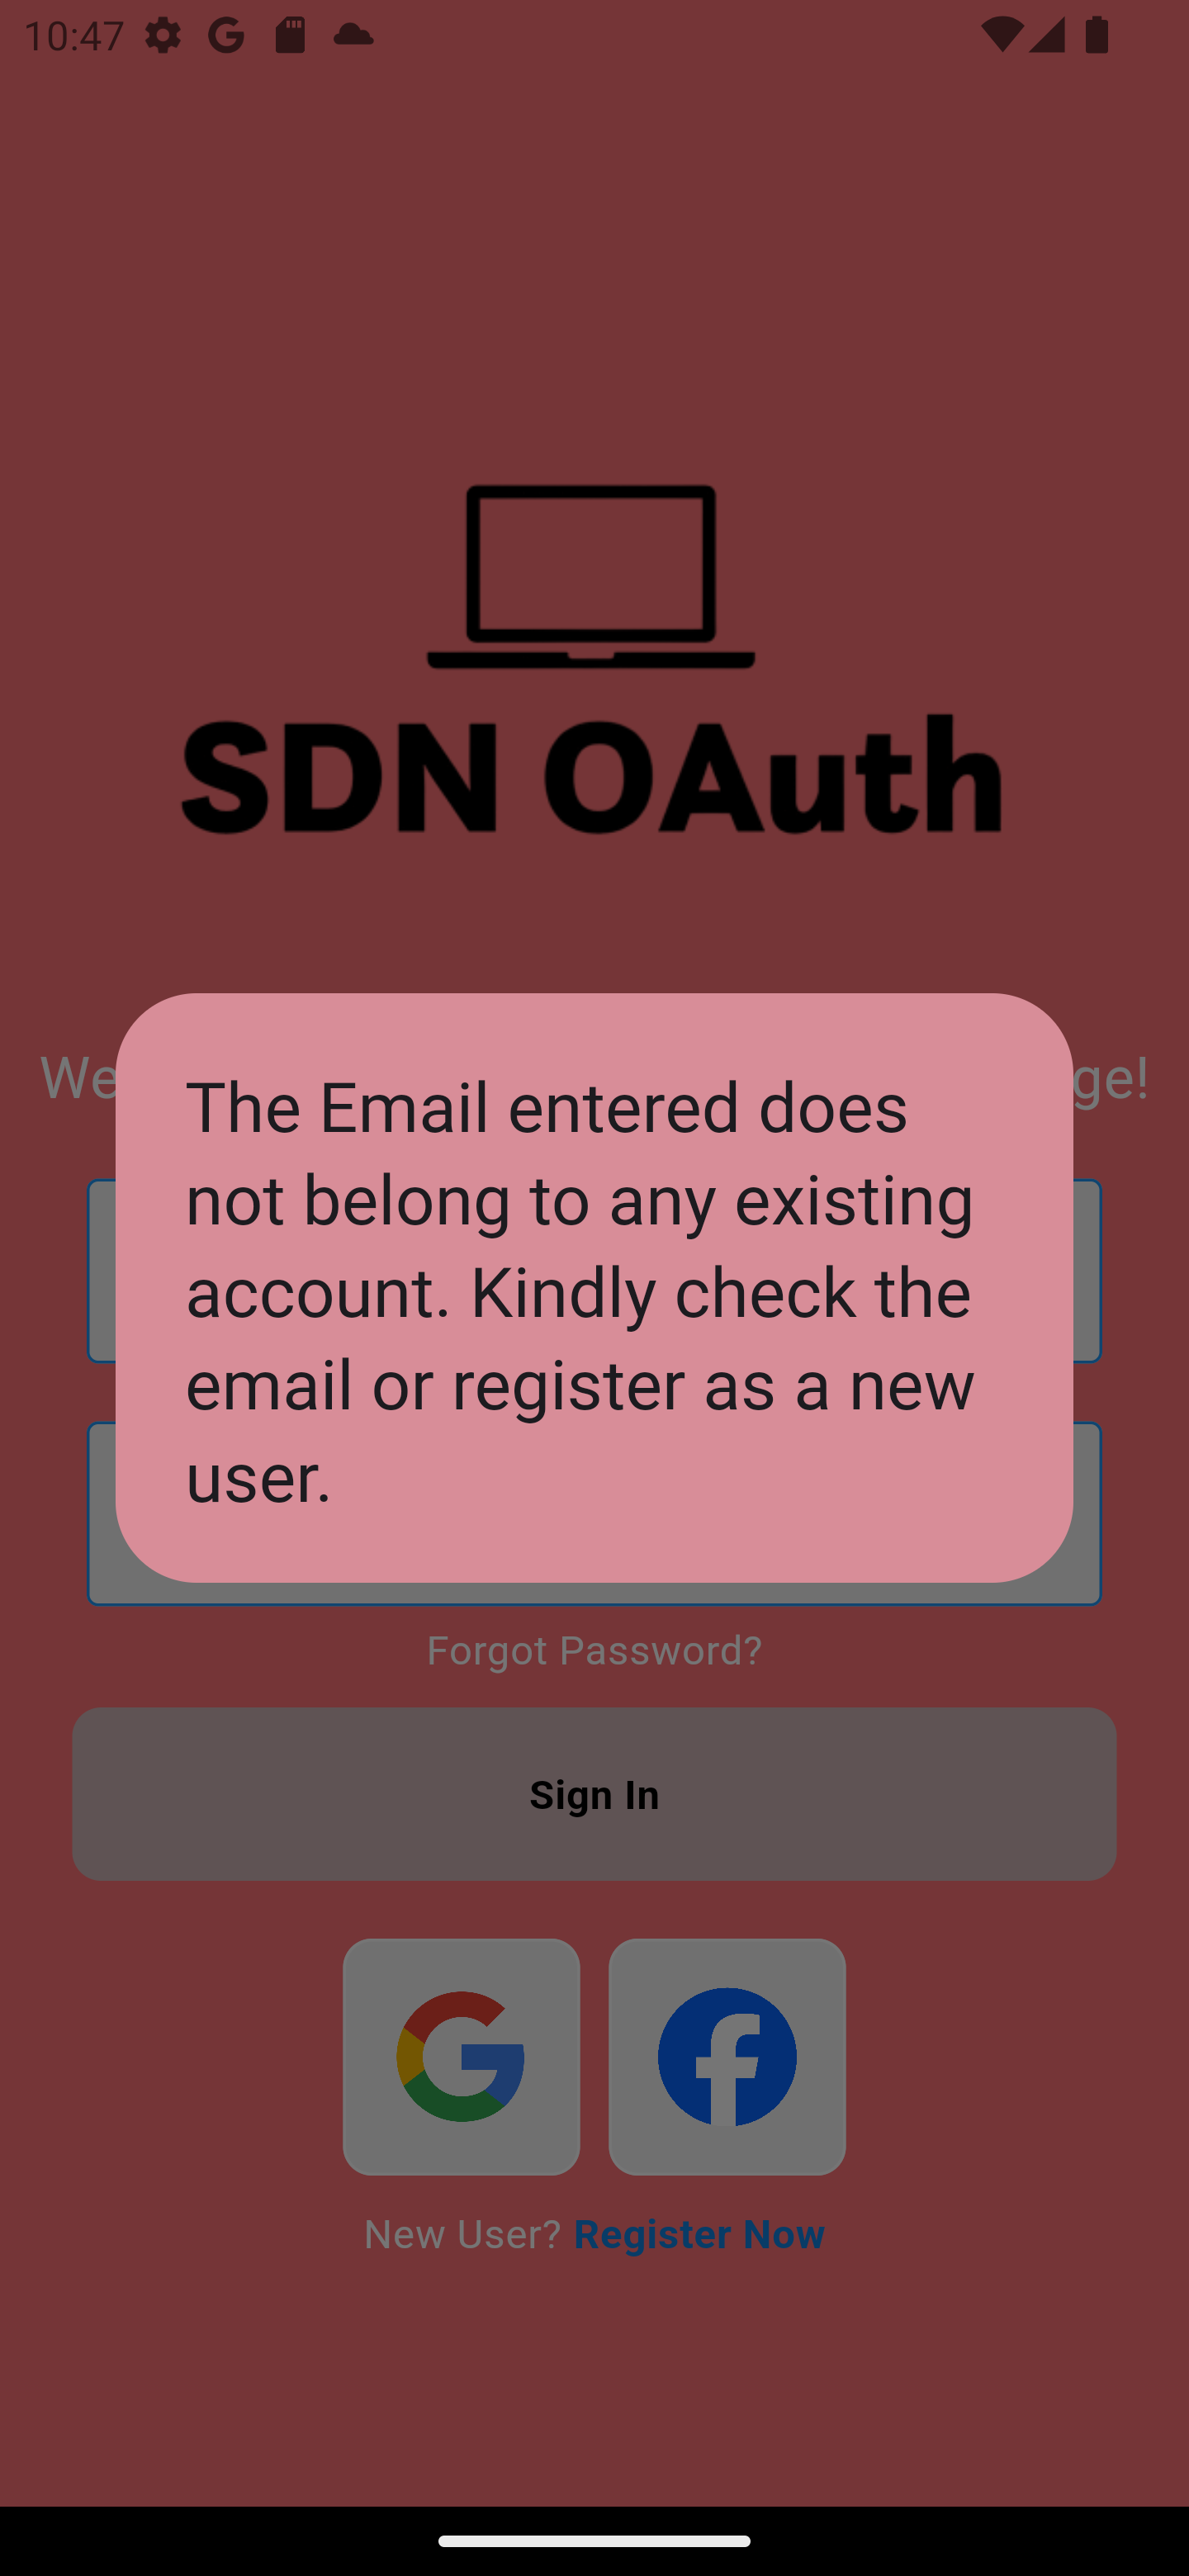 10:47
SDN OAuth
We ge!
The Email entered does
not belong to any existing
account. Kindly check the
email or register as a new
user.
Forgot Password?
Sign In
New User? Register Now